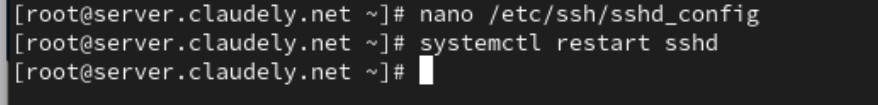 [root@server.claudely.net ~]# nano /etc/ssh/sshd_config
[root@server.claudely.net ~]# systemctl restart sshd
[root@server.claudely.net ~]#